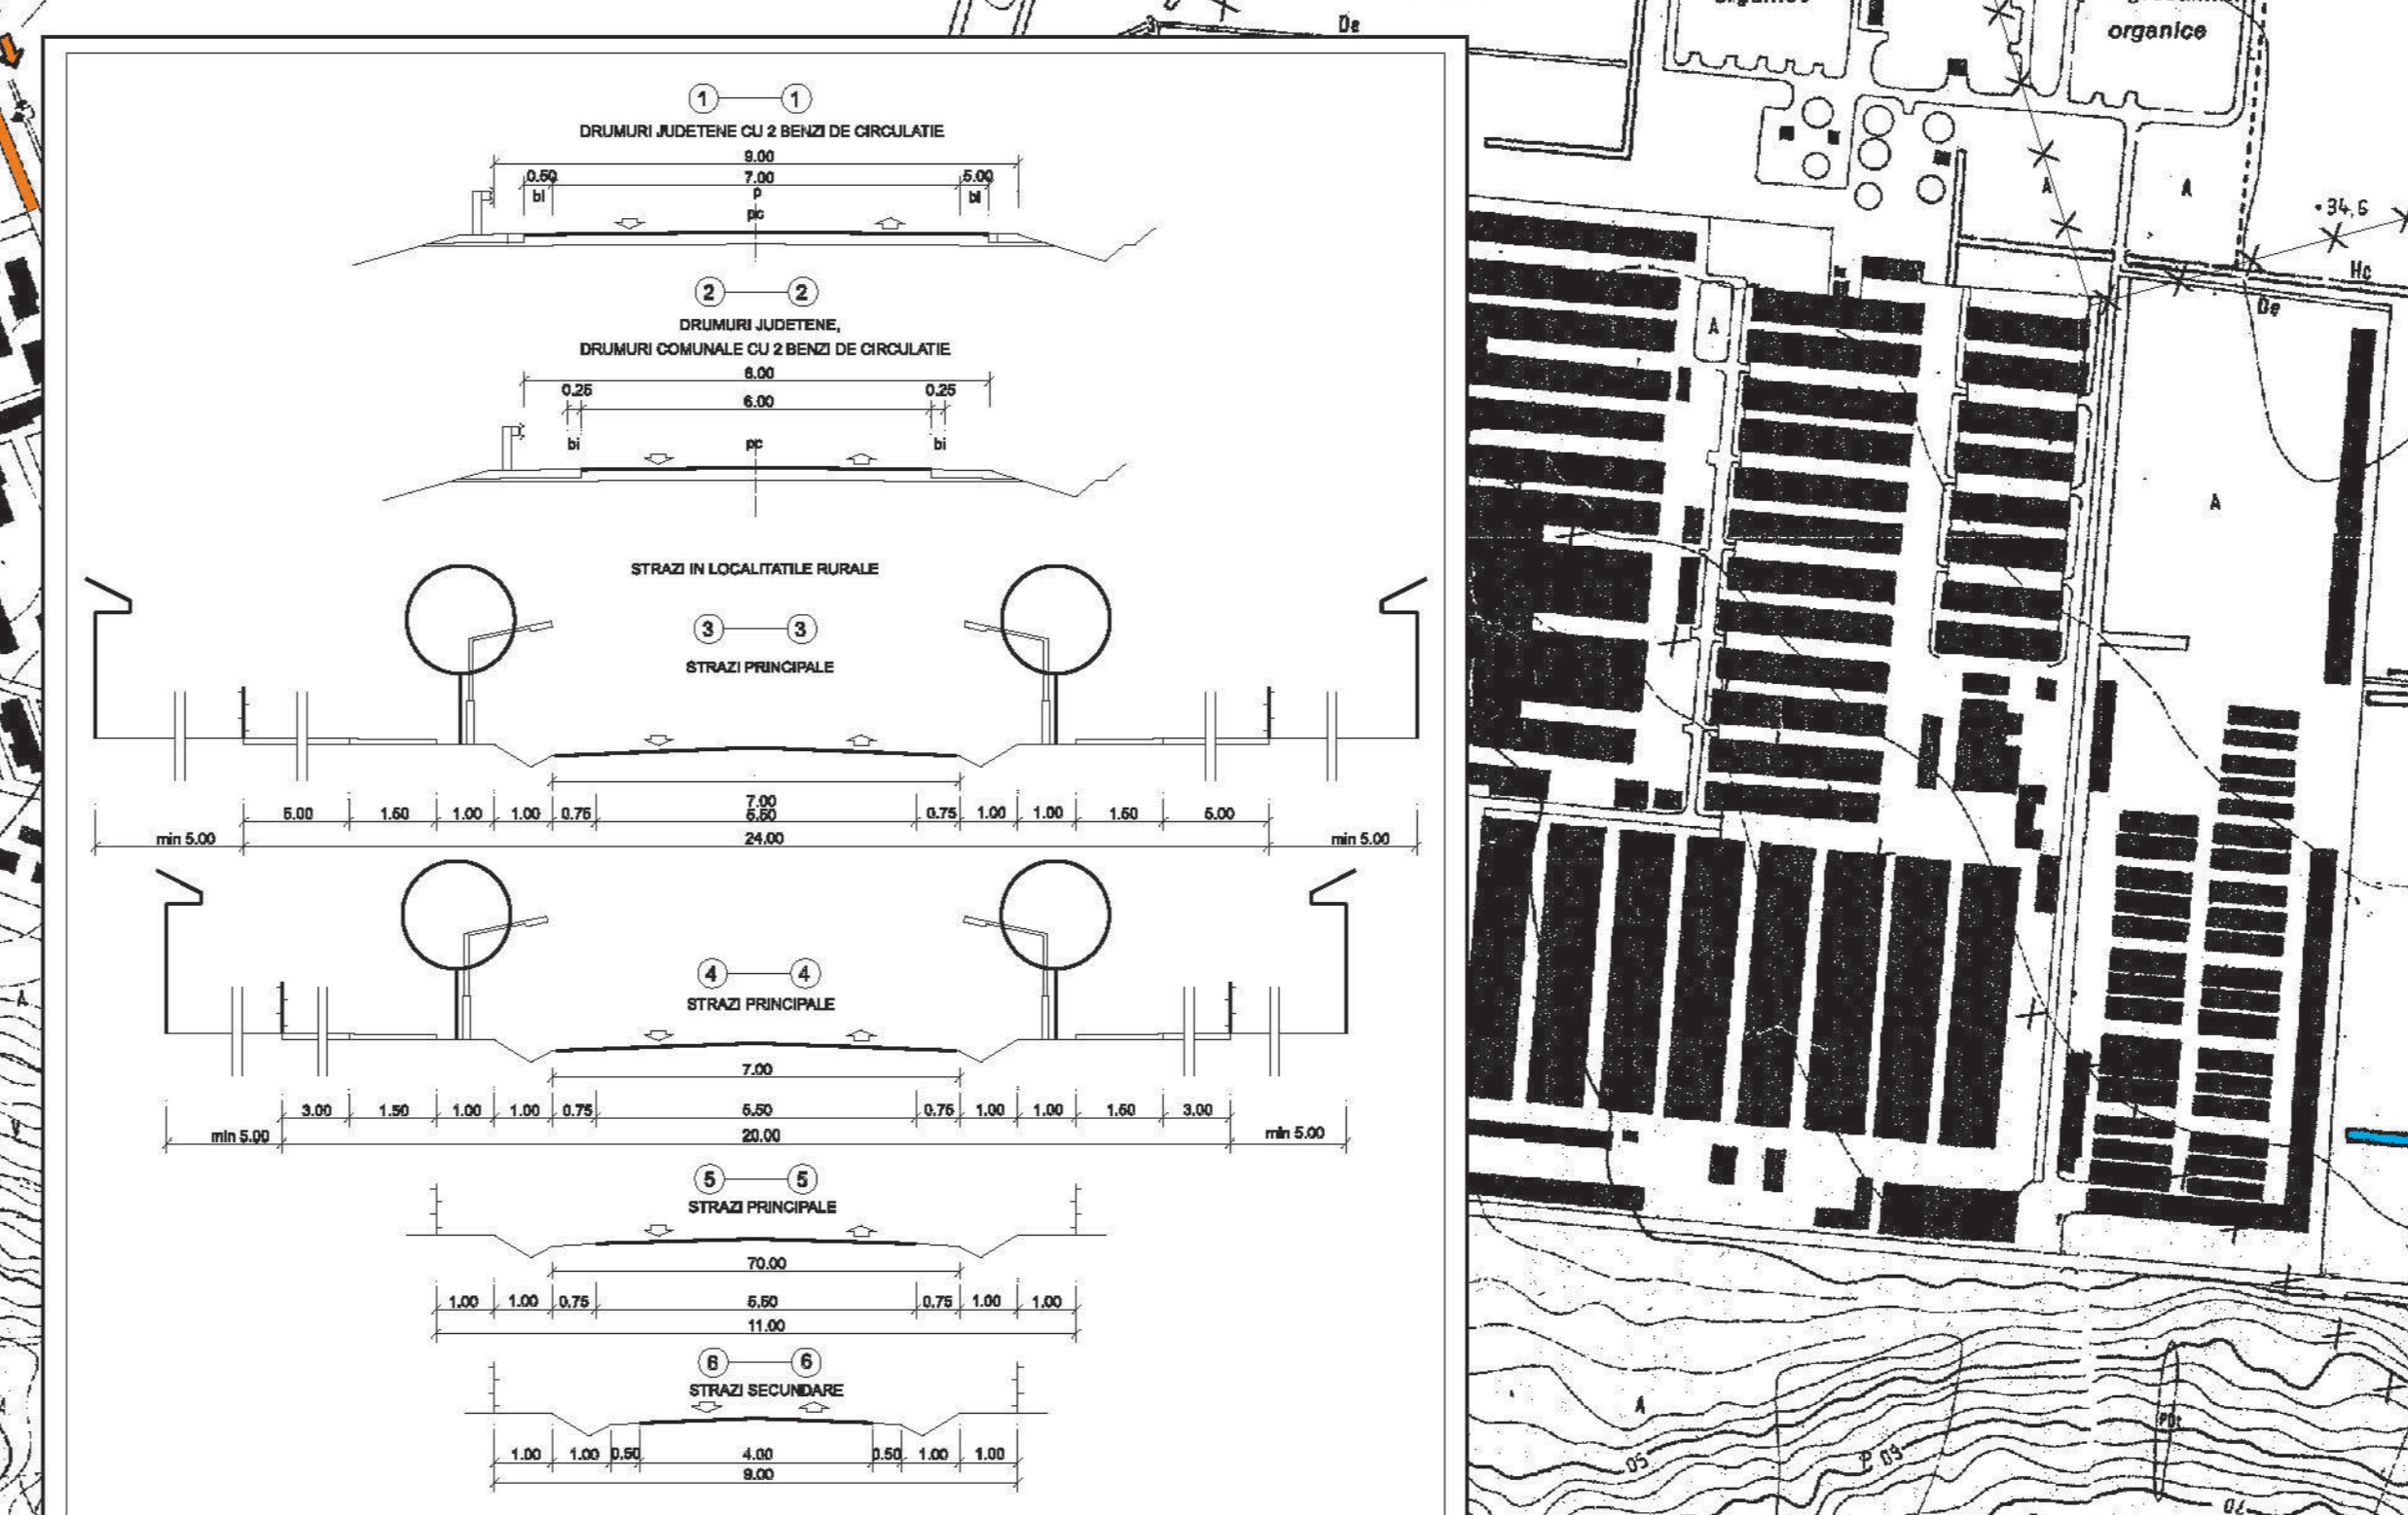 De
organice
1 1
DRUMURI JUDETENE CU 2 BENZI DE CIRCULATIE
9.00
0.50 7.00 5.00
bi p bi
pc
2 2
DRUMURI JUDETENE,
DRUMURI COMUNALE CU 2 BENZI DE CIRCULATIE
8.00
0.25 6.00 0.25
bi pc bi
STRAZI IN LOCALITATILE RURALE
3 3
STRAZI PRINCIPALE
7.00
5.00 1.50 1.00 1.00 0.75 5.50 0.75 1.00 1.00 1.50 5.00
min 5.00 24.00 min 5.00
4 4
STRAZI PRINCIPALE
7.00
3.00 1.50 1.00 1.00 0.75 5.50 0.75 1.00 1.00 1.50 3.00
min 5.00 20.00 min 5.00
5 5
STRAZI PRINCIPALE
70.00
1.00 1.00 0.75 5.50 0.75 1.00 1.00
11.00
6 6
STRAZI SECUNDARE
1.00 1.00 0.50 4.00 0.50 1.00 1.00
9.00
A
A
34,6
Hc
De
A
A
A
V
A
50
60
70